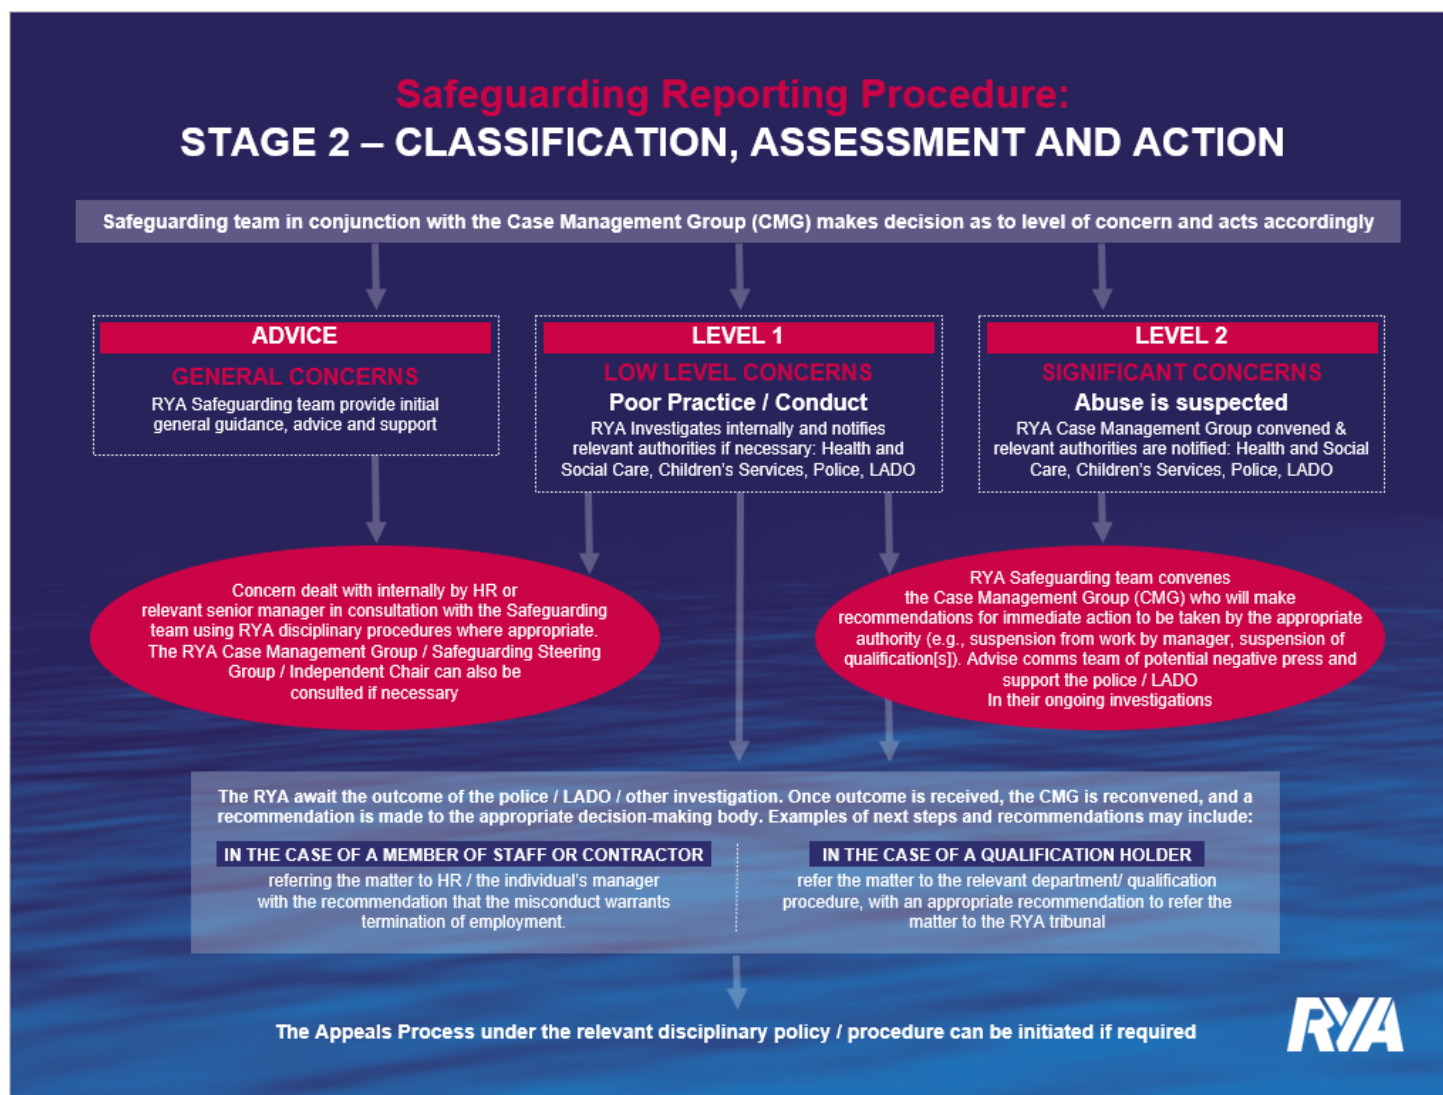 Safeguarding Reporting Procedure:
STAGE 2 – CLASSIFICATION, ASSESSMENT AND ACTION
Safeguarding team in conjunction with the Case Management Group (CMG) makes decision as to level of concern and acts accordingly
ADVICE
GENERAL CONCERNS
RYA Safeguarding team provide initial
general guidance, advice and support
LEVEL 1
LOW LEVEL CONCERNS
Poor Practice / Conduct
RYA Investigates internally and notifies
relevant authorities if necessary: Health and
Social Care, Children’s Services, Police, LADO
LEVEL 2
SIGNIFICANT CONCERNS
Abuse is suspected
RYA Case Management Group convened &
relevant authorities are notified: Health and Social
Care, Children’s Services, Police, LADO
Concern dealt with internally by HR or
relevant senior manager in consultation with the Safeguarding
team using RYA disciplinary procedures where appropriate.
The RYA Case Management Group / Safeguarding Steering
Group / Independent Chair can also be
consulted if necessary
RYA Safeguarding team convenes
the Case Management Group (CMG) who will make
recommendations for immediate action to be taken by the appropriate
authority (e.g., suspension from work by manager, suspension of
qualification[s]). Advise comms team of potential negative press and
support the police / LADO
In their ongoing investigations
The RYA await the outcome of the police / LADO / other investigation. Once outcome is received, the CMG is reconvened, and a
recommendation is made to the appropriate decision-making body. Examples of next steps and recommendations may include:
IN THE CASE OF A MEMBER OF STAFF OR CONTRACTOR
referring the matter to HR / the individual’s manager
with the recommendation that the misconduct warrants
termination of employment.
IN THE CASE OF A QUALIFICATION HOLDER
refer the matter to the relevant department/ qualification
procedure, with an appropriate recommendation to refer the
matter to the RYA tribunal
The Appeals Process under the relevant disciplinary policy / procedure can be initiated if required
RYA